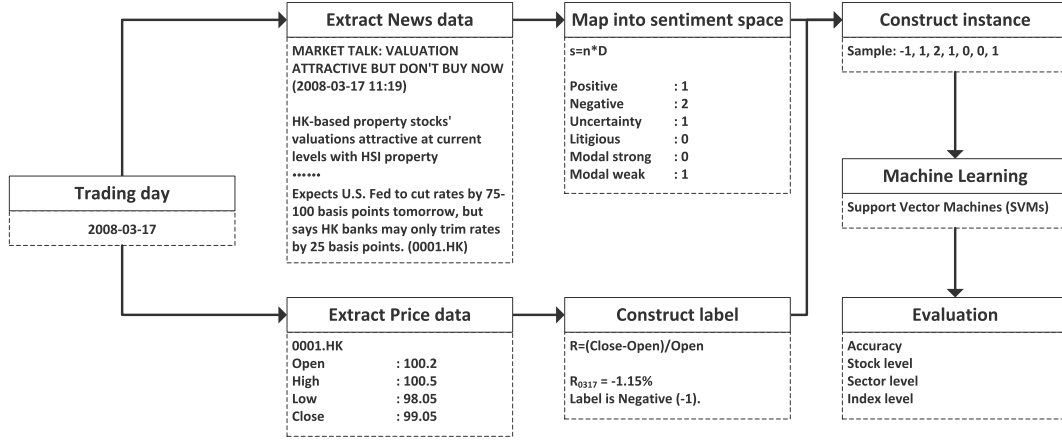 Trading day
2008-03-17
Extract News data
MARKET TALK: VALUATION
ATTRACTIVE BUT DON'T BUY NOW
(2008-03-17 11:19)
HK-based property stocks'
valuations attractive at current
levels with HSI property
••••••
Expects U.S. Fed to cut rates by 75-
100 basis points tomorrow, but
says HK banks may only trim rates
by 25 basis points. (0001.HK)
Extract Price data
0001.HK
Open : 100.2
High : 100.5
Low : 98.05
Close : 99.05
Map into sentiment space
s=n*D
Positive : 1
Negative : 2
Uncertainty : 1
Litigious : 0
Modal strong : 0
Modal weak : 1
Construct label
R=(Close-Open)/Open
R0317 = -1.15%
Label is Negative (-1).
Construct instance
Sample: -1, 1, 2, 1, 0, 0, 1
Machine Learning
Support Vector Machines (SVMs)
Evaluation
Accuracy
Stock level
Sector level
Index level